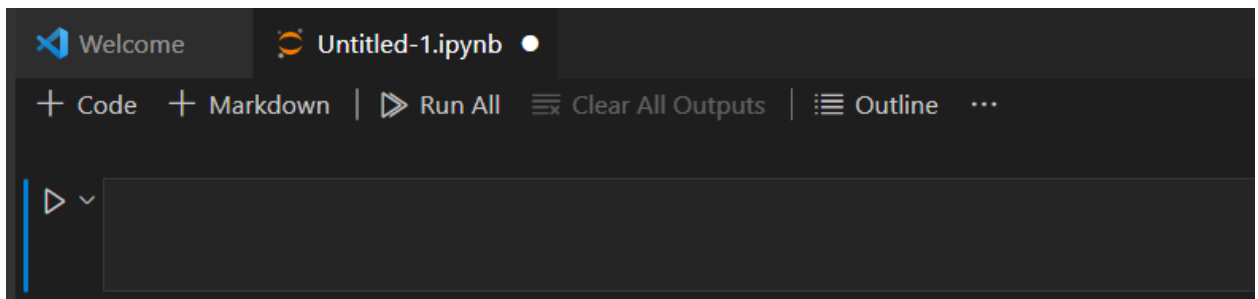 Welcome Untitled-1.ipynb
Code Markdown Run All Clear All Outputs Outline ...